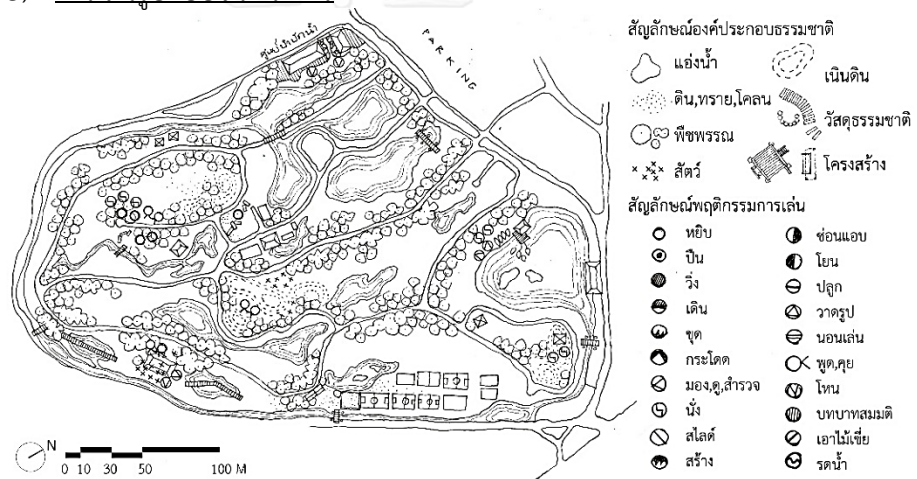 PARKING
สัญลักษณ์องค์ประกอบธรรมชาติ
แอ่งน้ำ
เนินดิน
ดิน,ทราย,โคลน
วัสดุธรรมชาติ
พืชพรรณ
โครงสร้าง
สัตว์
สัญลักษณ์พฤติกรรมการเล่น
หยิบ
ซ่อนแอบ
ปืน
โยน
วิ่ง
ปลูก
เดิน
วาดรูป
ขุด
นอนเล่น
กระโดด
พูด,คุย
มอง,ดู,สำรวจ
โหน
นั่ง
บทบาทสมมติ
สไลด์
เอาไม้เขี่ย
สร้าง
รดน้ำ
N
0 10 30 50 100 M